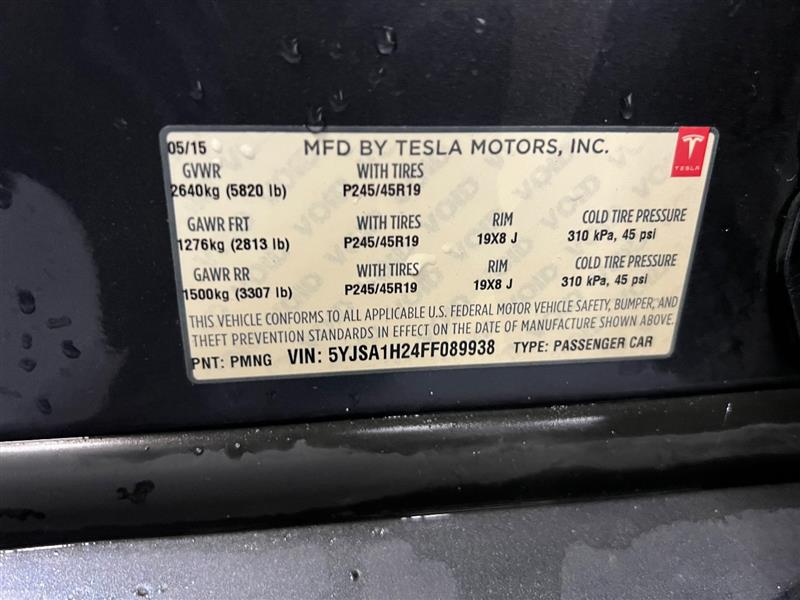 05/15 MFD BY TESLA MOTORS, INC.
TESLA
GVWR WITH TIRES
2640kg (5820 lb) P245/45R19
GAWR FRT WITH TIRES RIM COLD TIRE PRESSURE
1276kg (2813 lb) P245/45R19 19X8 J 310 kPa, 45 psi
GAWR RR WITH TIRES RIM COLD TIRE PRESSURE
1500kg (3307 lb) P245/45R19 19X8 J 310 kPa, 45 psi
THIS VEHICLE CONFORMS TO ALL APPLICABLE U.S. FEDERAL MOTOR VEHICLE SAFETY, BUMPER, AND
THEFT PREVENTION STANDARDS IN EFFECT ON THE DATE OF MANUFACTURE SHOWN ABOVE.
PNT: PMNG VIN: 5YJSA1H24FF089938 TYPE: PASSENGER CAR